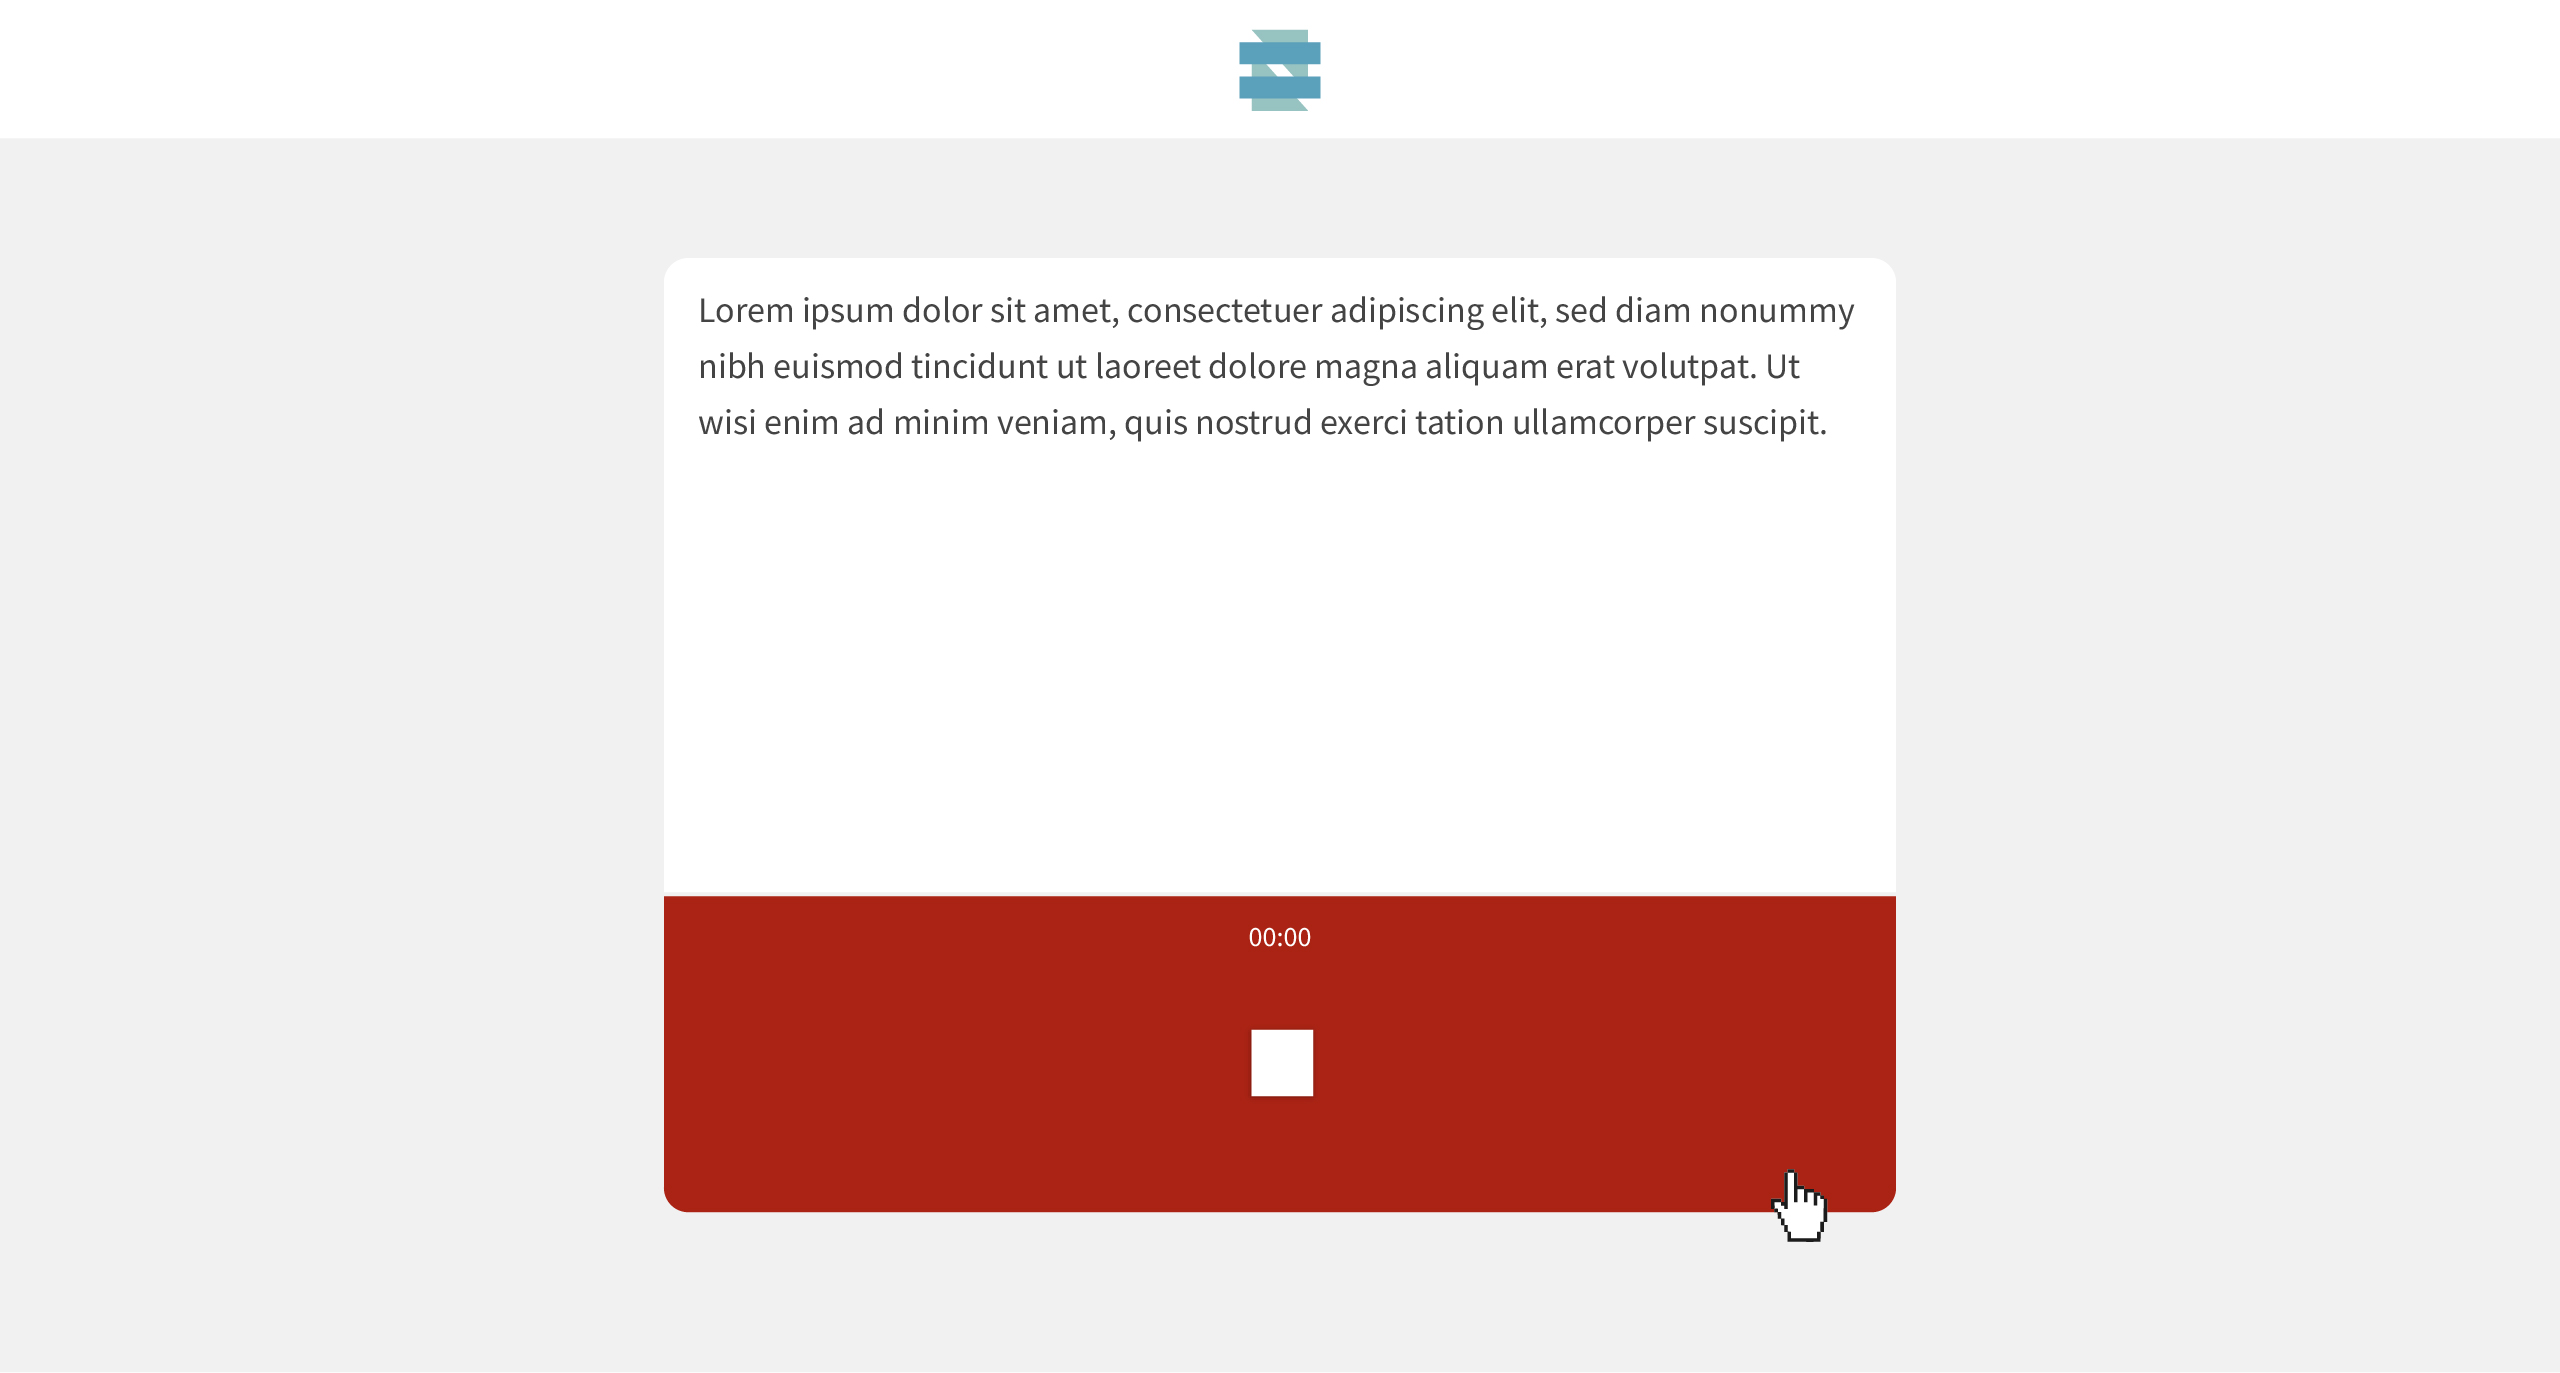 Lorem ipsum dolor sit amet, consectetuer adipiscing elit, sed diam nonummy
nibh euismod tincidunt ut laoreet dolore magna aliquam erat volutpat. Ut
wisi enim ad minim veniam, quis nostrud exerci tation ullamcorper suscipit.
00:00